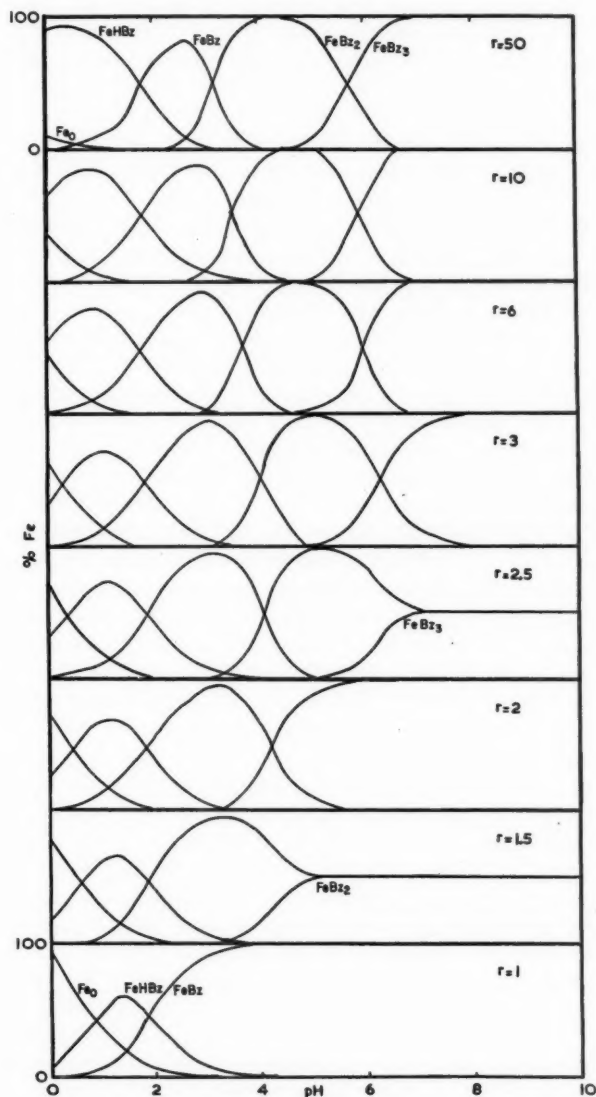 100
FeHBz
FeBz
FeBz₂
FeBz₃
r=50
Fe₀
0
r=10
r=6
r=3
% Fe
r=2.5
FeBz₃
r=2
r=1.5
FeBz₂
100
Fe₀
FeHBz
FeBz
r=1
0
0 2 4 6 8 10
pH